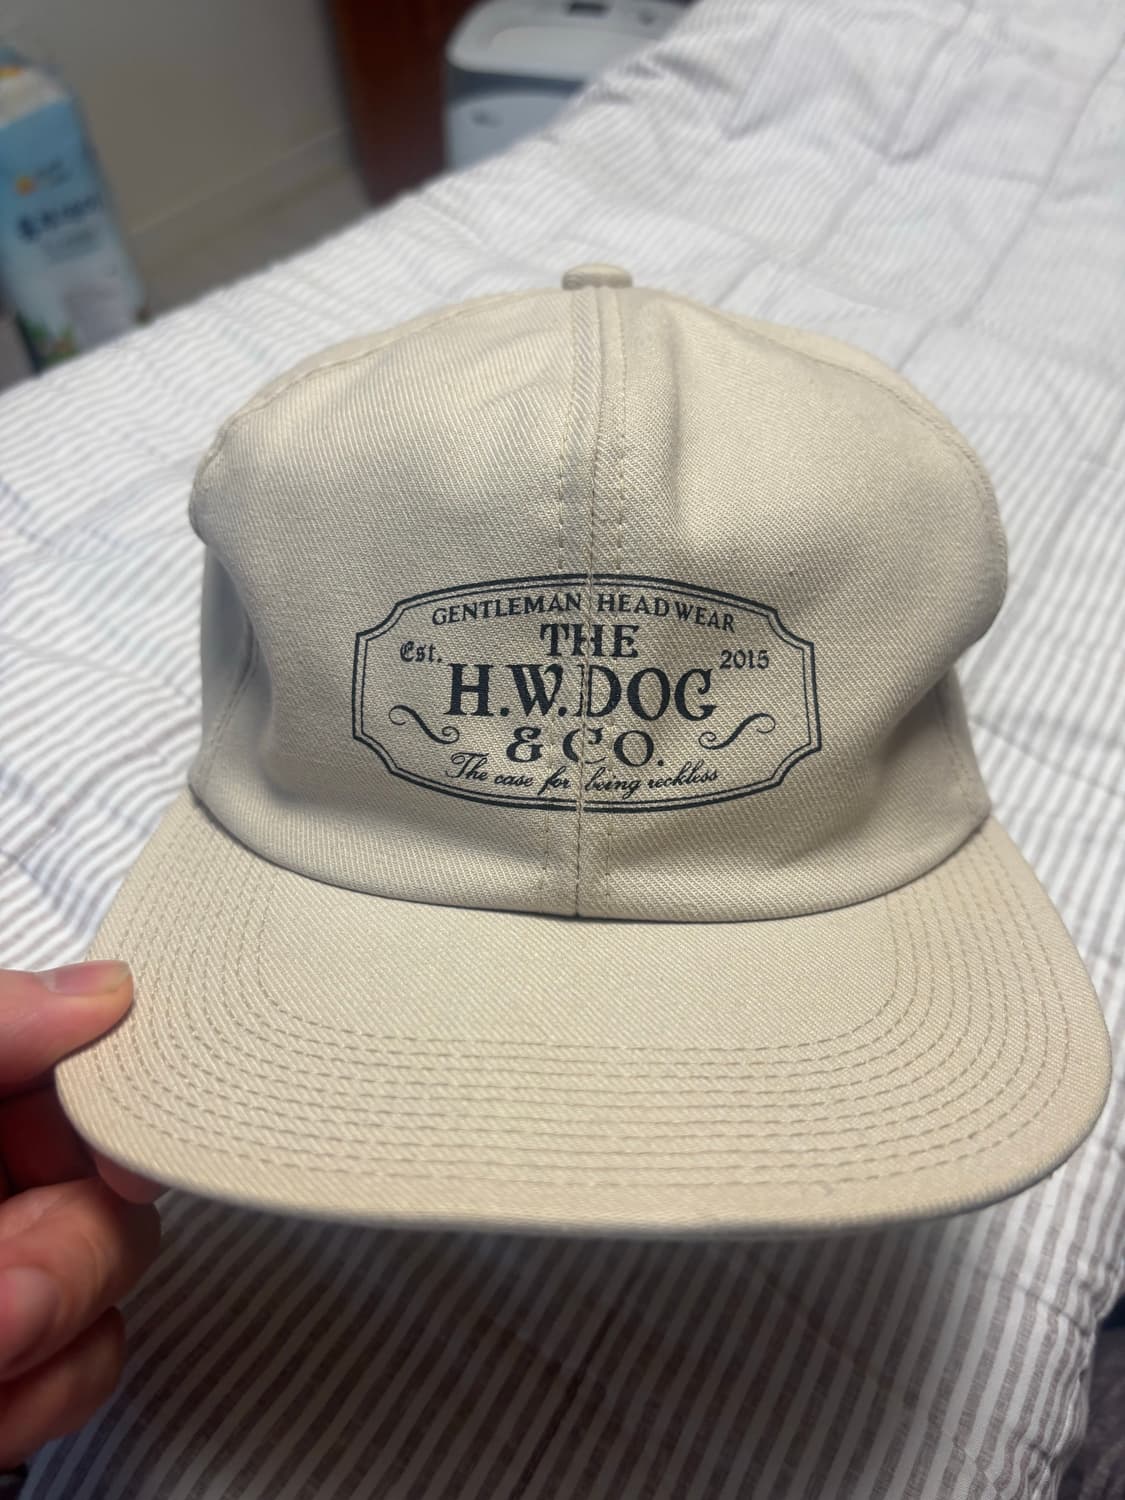 GENTLEMAN HEADWEAR
THE
Est. 2015
H.W.DOG
& CO.
The case for being reckless